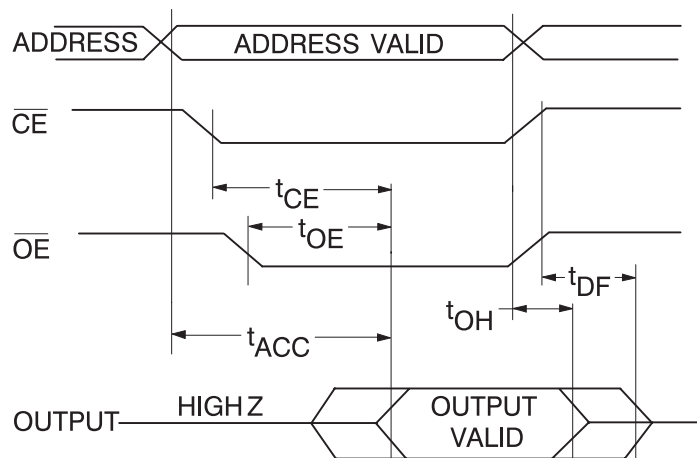 ADDRESS
ADDRESS VALID
CE
tCE
tOE
OE
tDF
tOH
tACC
HIGH Z
OUTPUT
OUTPUT
VALID